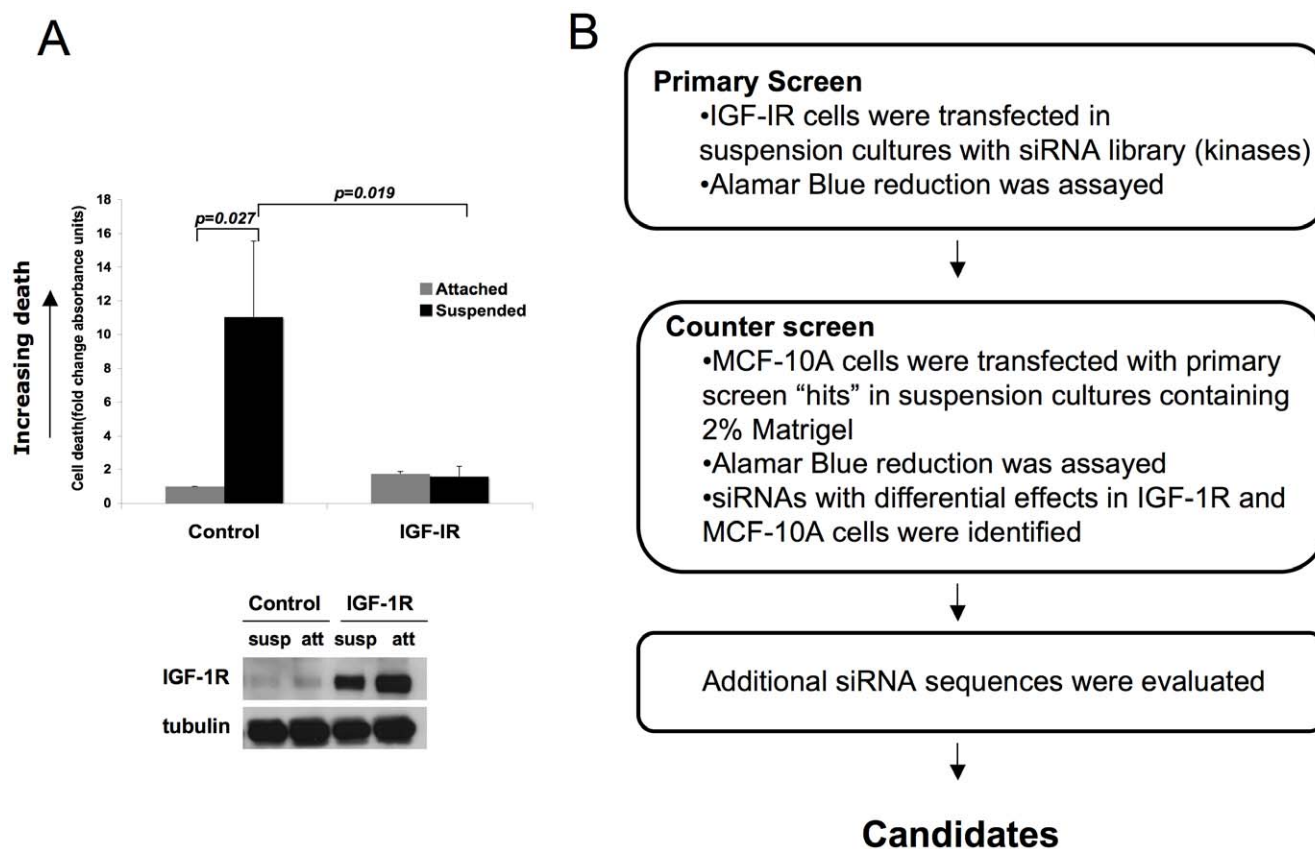 A
p=0.019
p=0.027
18
16
14
12
10
8
6
4
2
0
Increasing death
Cell death(fold change absorbance units)
Attached
Suspended
Control
IGF-IR
Control
IGF-1R
susp
att
susp
att
IGF-1R
tubulin
B
Primary Screen
•IGF-IR cells were transfected in
suspension cultures with siRNA library (kinases)
•Alamar Blue reduction was assayed
Counter screen
•MCF-10A cells were transfected with primary
screen “hits” in suspension cultures containing
2% Matrigel
•Alamar Blue reduction was assayed
•siRNAs with differential effects in IGF-1R and
MCF-10A cells were identified
Additional siRNA sequences were evaluated
Candidates